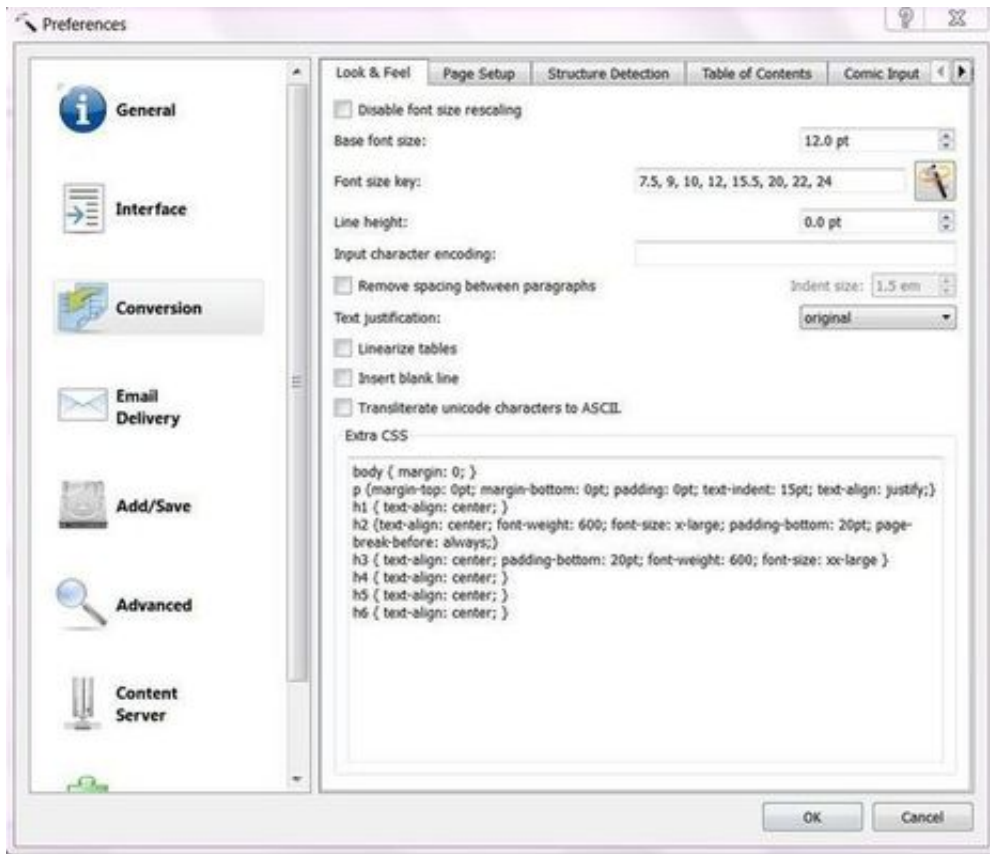 Preferences
General
Interface
Conversion
Email
Delivery
Add/Save
Advanced
Content
Server
Look & Feel Page Setup Structure Detection Table of Contents Comic Input
Disable font size rescaling
Base font size: 12.0 pt
Font size key: 7.5, 9, 10, 12, 15.5, 20, 22, 24
Line height: 0.0 pt
Input character encoding:
Remove spacing between paragraphs Indent size: 1.5 em
Text justification: original
Linearize tables
Insert blank line
Transliterate unicode characters to ASCII.
Extra CSS
body { margin: 0; }
p {margin-top: 0pt; margin-bottom: 0pt; padding: 0pt; text-indent: 15pt; text-align: justify;}
h1 { text-align: center; }
h2 {text-align: center; font-weight: 600; font-size: x-large; padding-bottom: 20pt; page-
break-before: always;}
h3 { text-align: center; padding-bottom: 20pt; font-weight: 600; font-size: xx-large }
h4 { text-align: center; }
h5 { text-align: center; }
h6 { text-align: center; }
OK Cancel